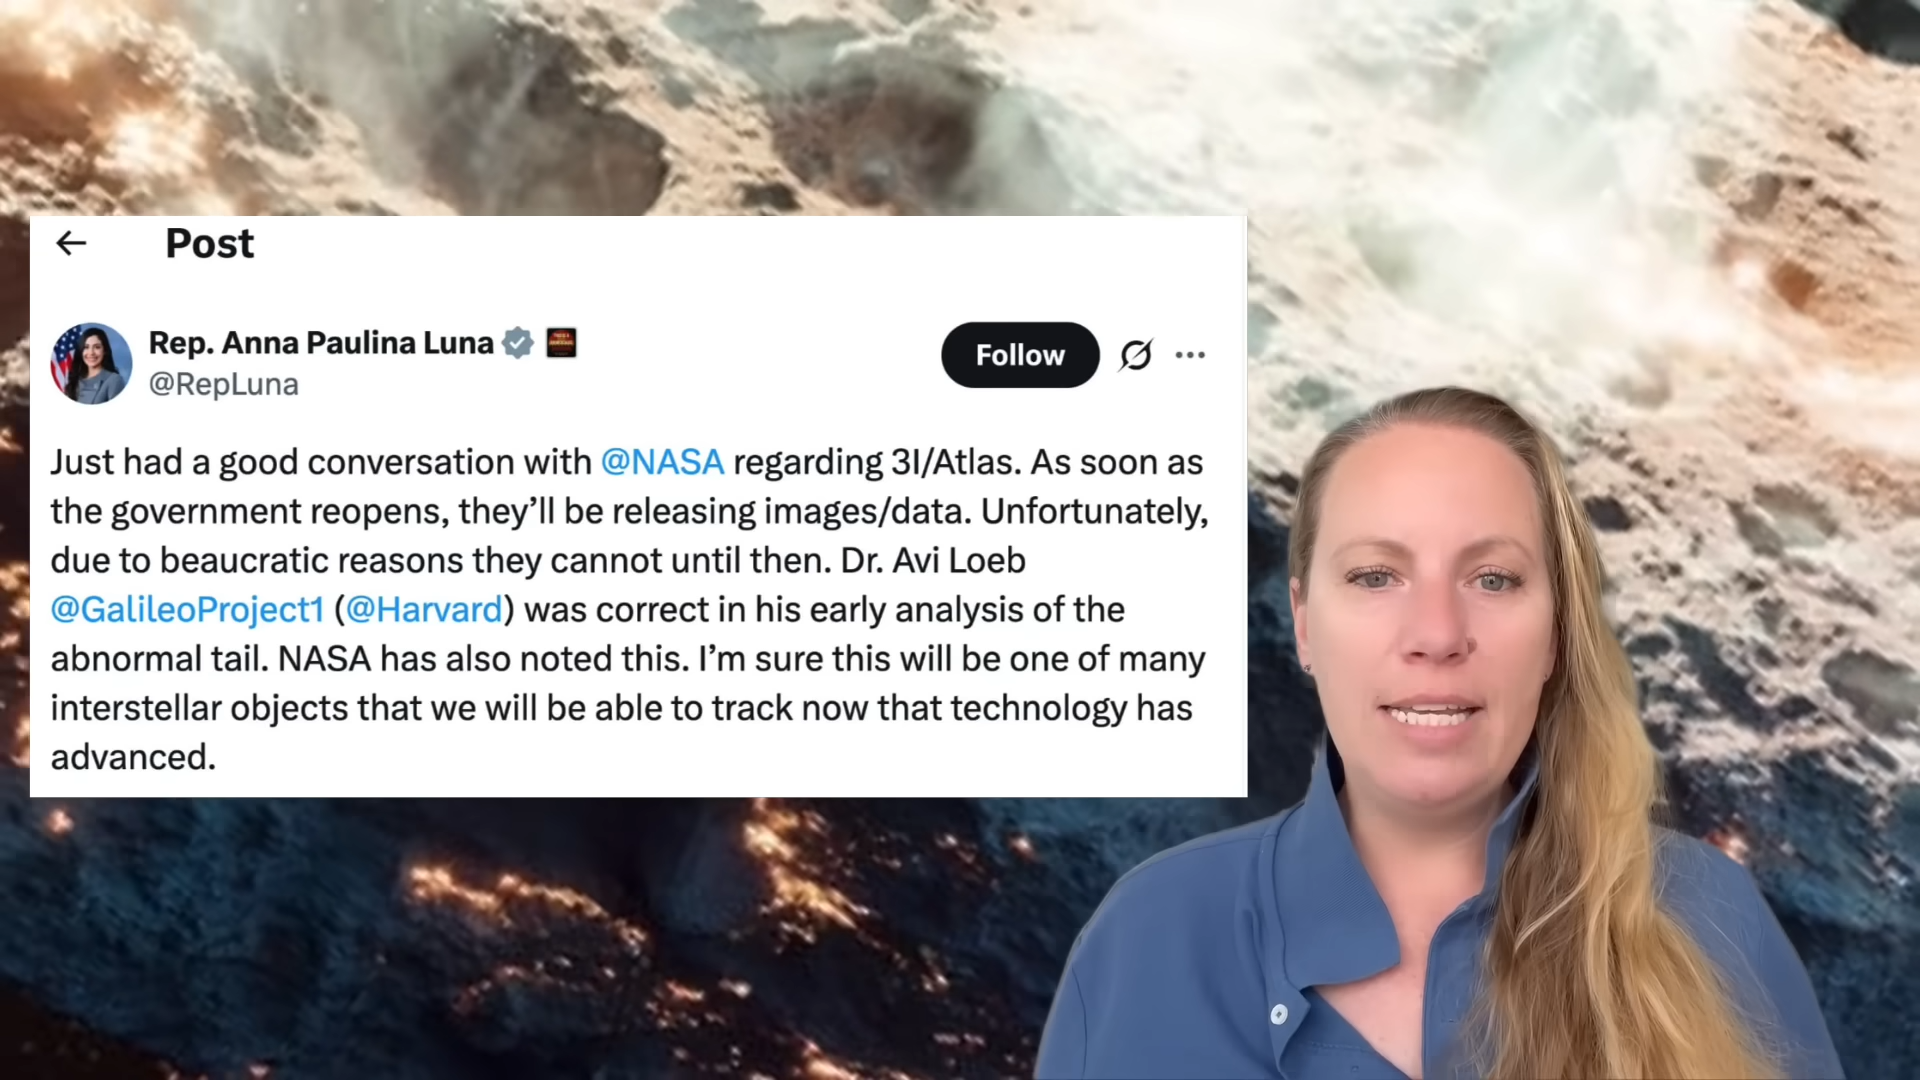 Post
Rep. Anna Paulina Luna
@RepLuna
Follow
Just had a good conversation with @NASA regarding 3I/Atlas. As soon as
the government reopens, they’ll be releasing images/data. Unfortunately,
due to beaucratic reasons they cannot until then. Dr. Avi Loeb
@GalileoProject1 (@Harvard) was correct in his early analysis of the
abnormal tail. NASA has also noted this. I’m sure this will be one of many
interstellar objects that we will be able to track now that technology has
advanced.